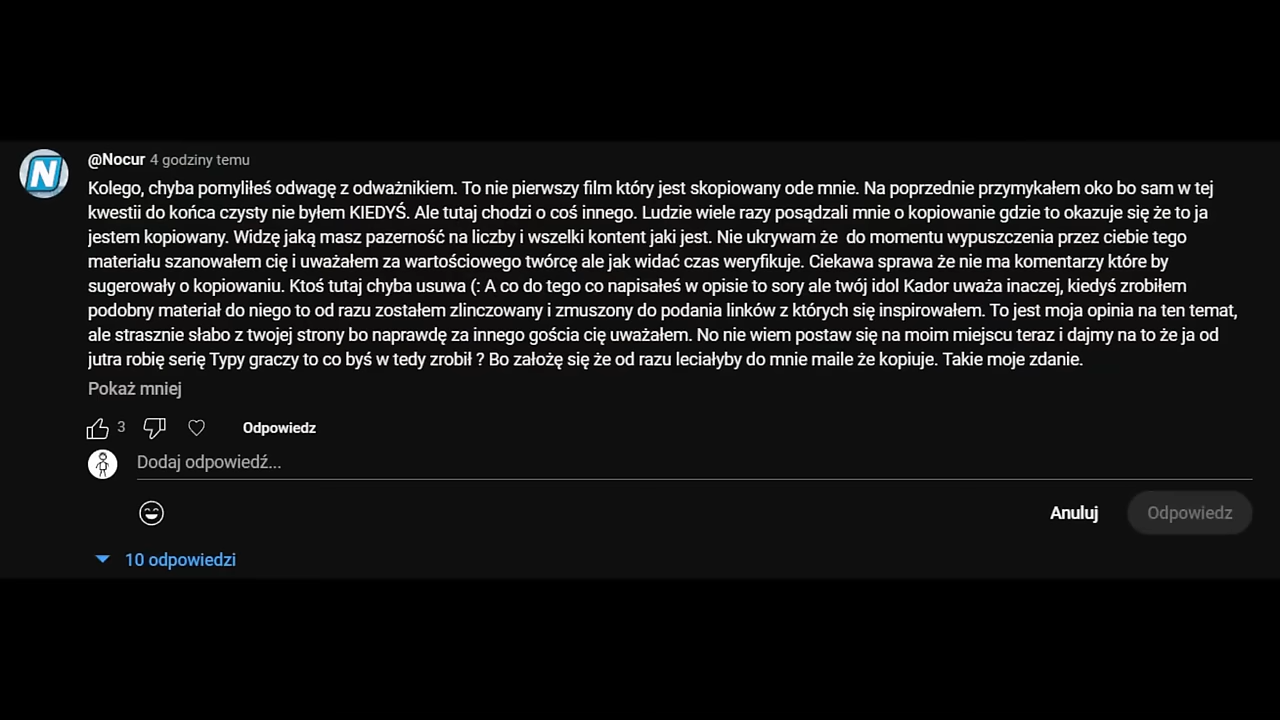 N
@Nocur 4 godziny temu
Kolego, chyba pomyliłeś odwagę z odważnikiem. To nie pierwszy film który jest skopiowany ode mnie. Na poprzednie przymykałem oko bo sam w tej
kwestii do końca czysty nie byłem KIEDYŚ. Ale tutaj chodzi o coś innego. Ludzie wiele razy posądzali mnie o kopiowanie gdzie to okazuje się że to ja
jestem kopiowany. Widzę jaką masz pazerność na liczby i wszelki kontent jaki jest. Nie ukrywam że  do momentu wypuszczenia przez ciebie tego
materiału szanowałem cię i uważałem za wartościowego twórcę ale jak widać czas weryfikuje. Ciekawa sprawa że nie ma komentarzy które by
sugerowały o kopiowaniu. Ktoś tutaj chyba usuwa (: A co do tego co napisałeś w opisie to sory ale twój idol Kador uważa inaczej, kiedyś zrobiłem
podobny materiał do niego to od razu zostałem zlinczowany i zmuszony do podania linków z których się inspirowałem. To jest moja opinia na ten temat,
ale strasznie słabo z twojej strony bo naprawdę za innego gościa cię uważałem. No nie wiem postaw się na moim miejscu teraz i dajmy na to że ja od
jutra robię serię Typy graczy to co byś w tedy zrobił ? Bo założę się że od razu leciałyby do mnie maile że kopiuje. Takie moje zdanie.
Pokaż mniej
3 Odpowiedz
Dodaj odpowiedź...
Anuluj Odpowiedz
10 odpowiedzi